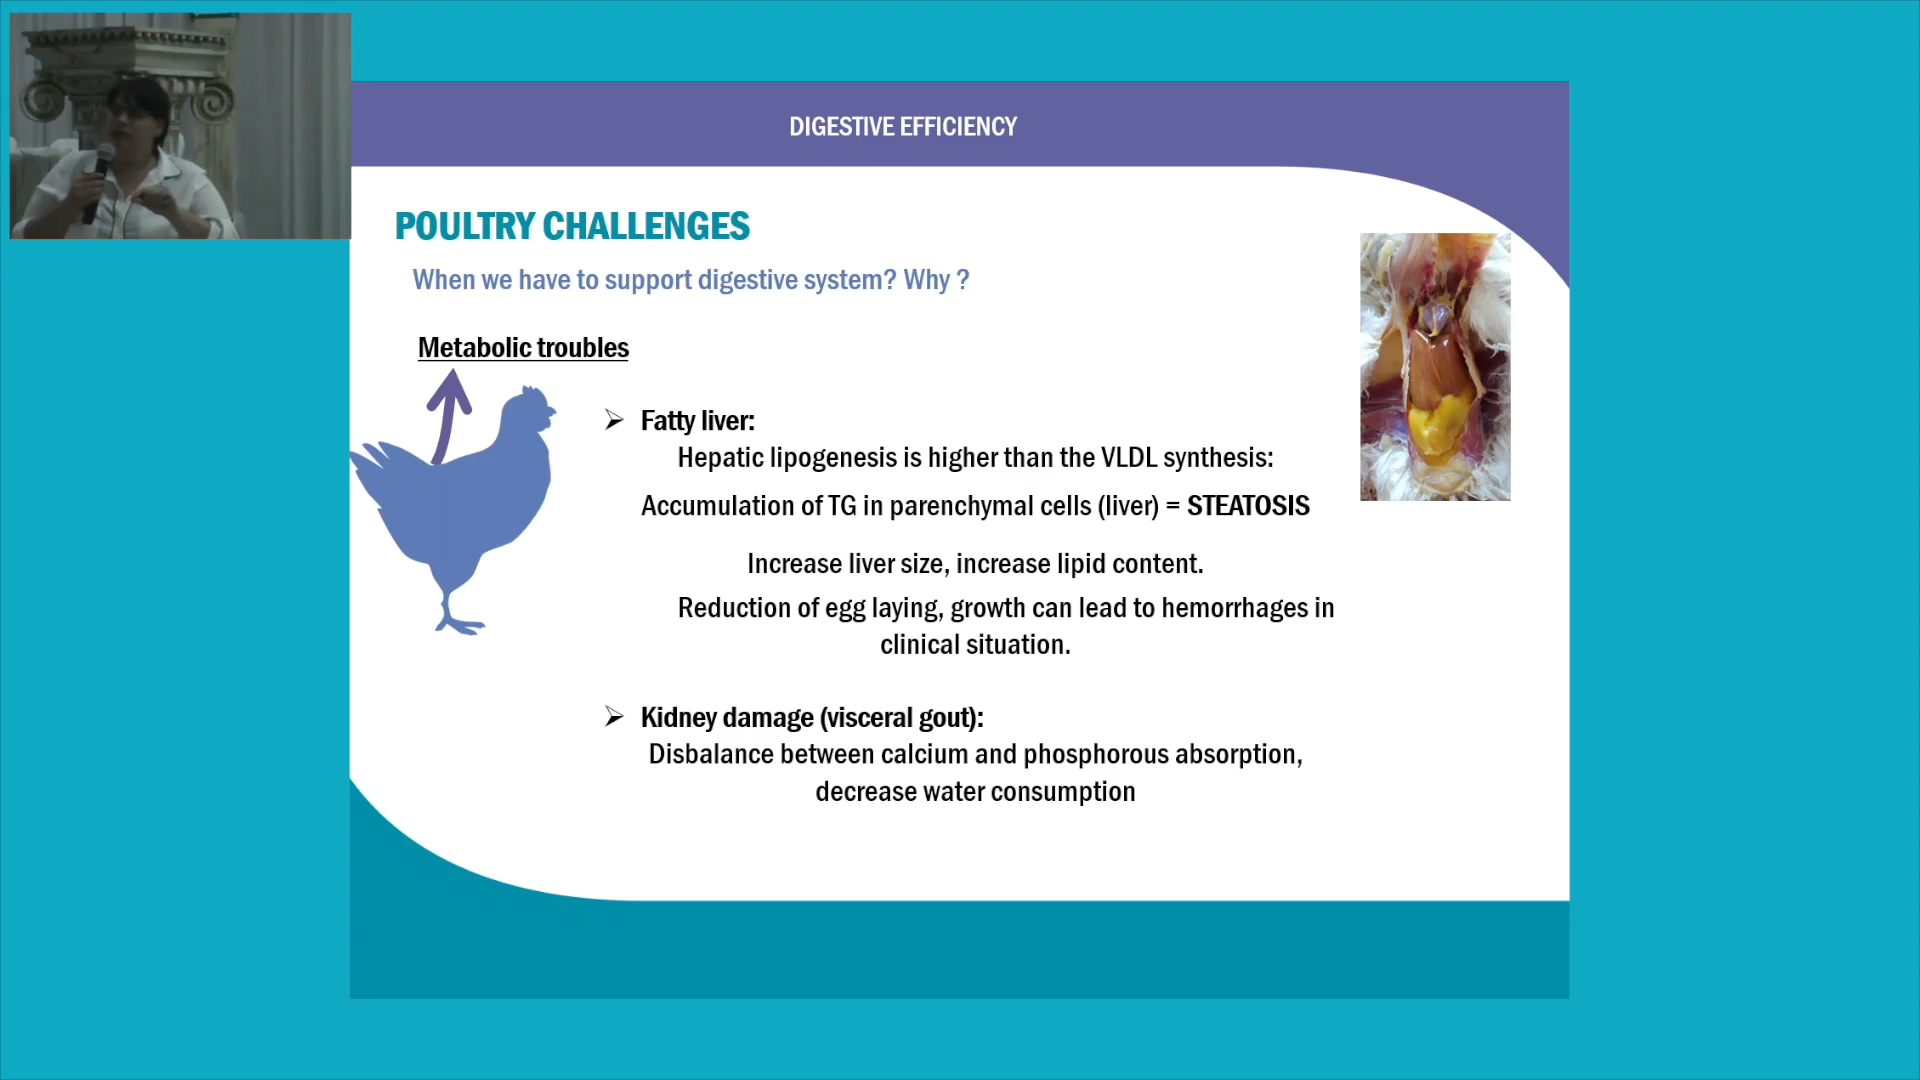 DIGESTIVE EFFICIENCY
POULTRY CHALLENGES
When we have to support digestive system? Why ?
Metabolic troubles
➢ Fatty liver:
Hepatic lipogenesis is higher than the VLDL synthesis:
Accumulation of TG in parenchymal cells (liver) = STEATOSIS
Increase liver size, increase lipid content.
Reduction of egg laying, growth can lead to hemorrhages in
clinical situation.
➢ Kidney damage (visceral gout):
Disbalance between calcium and phosphorous absorption,
decrease water consumption